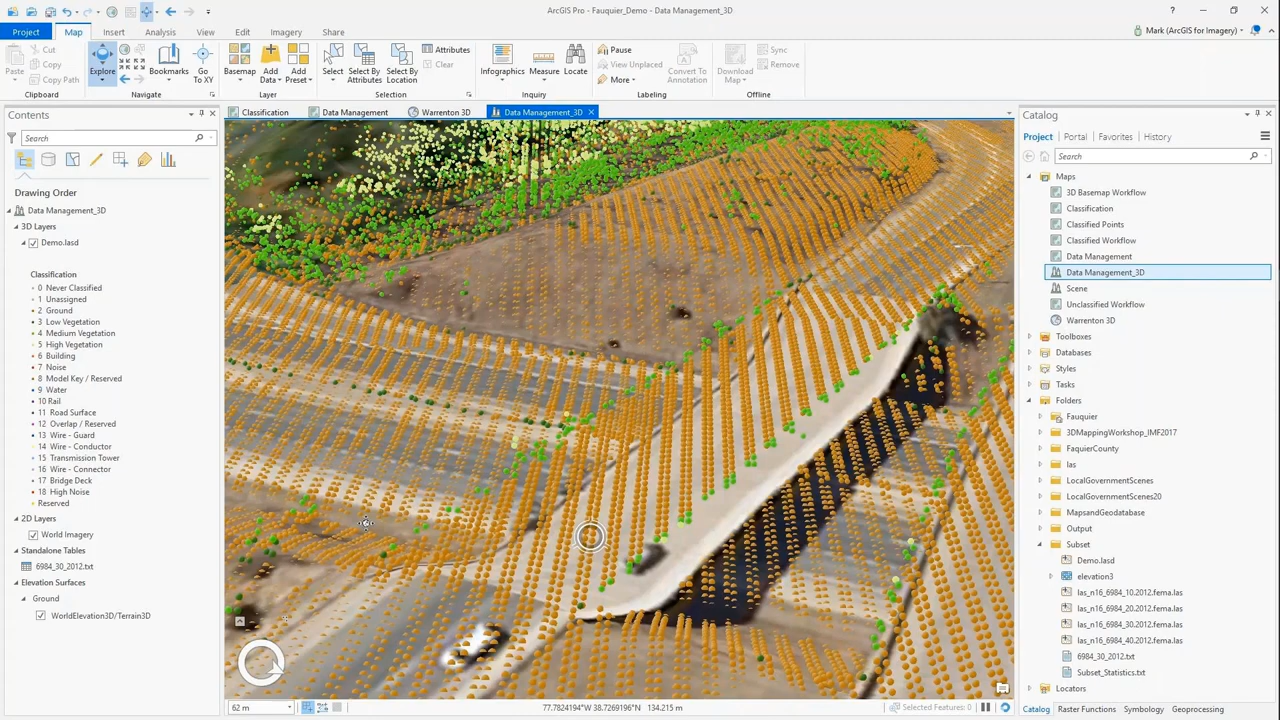 ArcGIS Pro - Fauquier_Demo - Data Management_3D
?
Project
Map
Insert
Analysis
View
Edit
Imagery
Share
Mark (ArcGIS for Imagery)
Paste
Cut
Copy
Copy Path
Clipboard
Explore
Bookmarks
Go To XY
Navigate
Basemap
Add Data
Add Preset
Layer
Select
Select By Attributes
Select By Location
Attributes
Clear
Selection
Infographics
Measure
Locate
Inquiry
Pause
View Unplaced
More
Convert To Annotation
Labeling
Download Map
Sync
Remove
Offline
Contents
Search
Drawing Order
Data Management_3D
3D Layers
Demo.lasd
Classification
0 Never Classified
1 Unassigned
2 Ground
3 Low Vegetation
4 Medium Vegetation
5 High Vegetation
6 Building
7 Noise
8 Model Key / Reserved
9 Water
10 Rail
11 Road Surface
12 Overlap / Reserved
13 Wire - Guard
14 Wire - Conductor
15 Transmission Tower
16 Wire - Connector
17 Bridge Deck
18 High Noise
Reserved
2D Layers
World Imagery
Standalone Tables
6984_30_2012.txt
Elevation Surfaces
Ground
WorldElevation3D/Terrain3D
Classification
Data Management
Warrenton 3D
Data Management_3D
62 m
77.7824194°W 38.7269196°N
134.215 m
Selected Features: 0
Catalog
Project
Portal
Favorites
History
Search
Maps
3D Basemap Workflow
Classification
Classified Points
Classified Workflow
Data Management
Data Management_3D
Scene
Unclassified Workflow
Warrenton 3D
Toolboxes
Databases
Styles
Tasks
Folders
Fauquier
3DMappingWorkshop_IMF2017
FaquierCounty
las
LocalGovernmentScenes
LocalGovernmentScenes20
MapsandGeodatabase
Output
Subset
Demo.lasd
elevation3
las_n16_6984_10.2012.fema.las
las_n16_6984_20.2012.fema.las
las_n16_6984_30.2012.fema.las
las_n16_6984_40.2012.fema.las
6984_30_2012.txt
Subset_Statistics.txt
Locators
Catalog
Raster Functions
Symbology
Geoprocessing